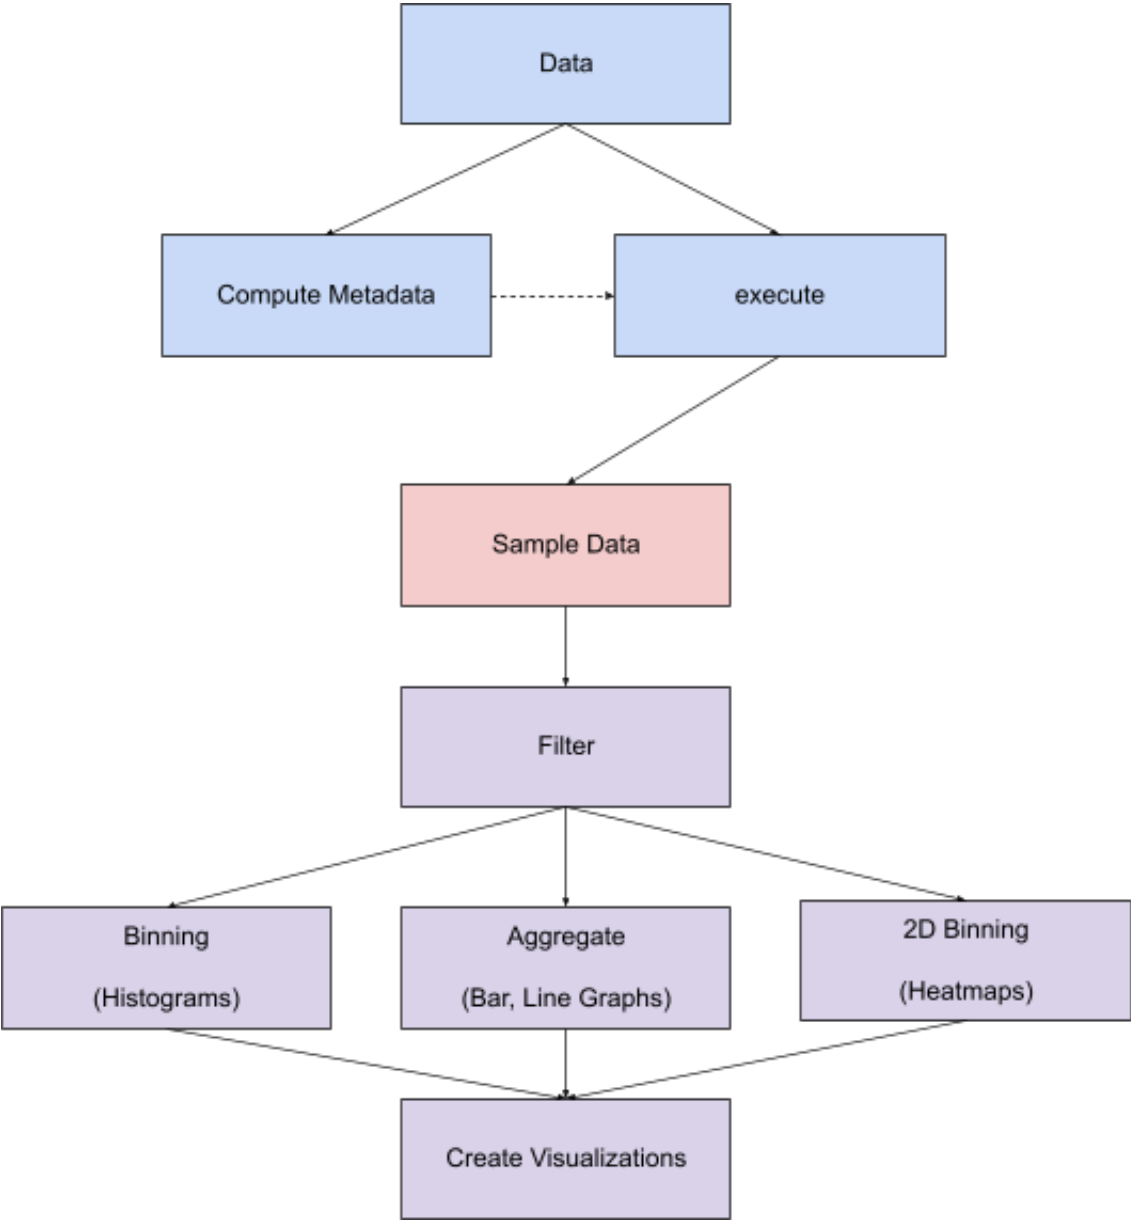 Data
Compute Metadata
execute
Sample Data
Filter
Binning
(Histograms)
Aggregate
(Bar, Line Graphs)
2D Binning
(Heatmaps)
Create Visualizations